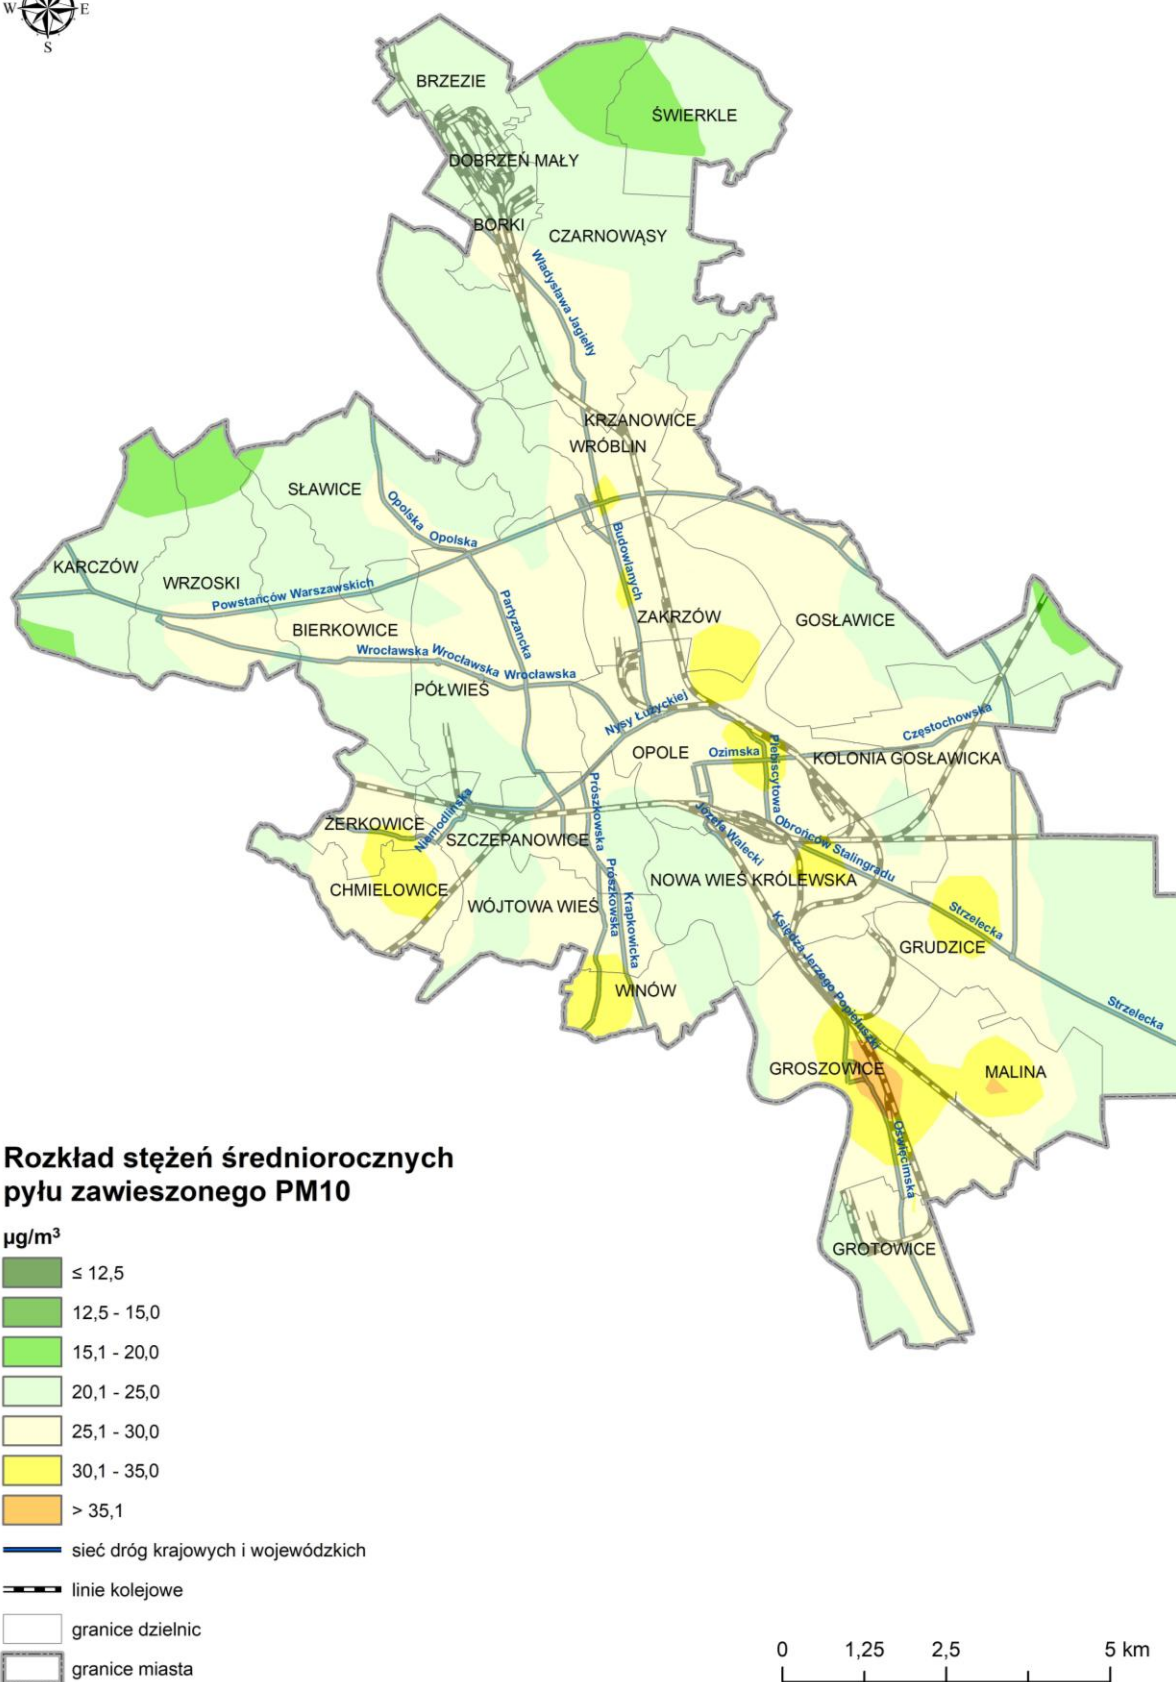 W E
S
BRZEZIE
ŚWIERKLE
DOBRZEŃ MAŁY
BORKI
CZARNOWĄSY
Władysława Jagiełły
KRZANOWICE
WRÓBLIN
SŁAWICE
Opolska
Opolska
Budowlanych
KARCZÓW
WRZOSKI
Powstańców Warszawskich
Partyzancka
ZAKRZÓW
GOSŁAWICE
BIERKOWICE
Wrocławska Wrocławska Wrocławska
PÓŁWIEŚ
Nysy Łużyckiej
Częstochowska
OPOLE
Ozimska
Plebiscytowa
KOLONIA GOSŁAWICKA
ŻERKOWICE
Niemodlińska
SZCZEPANOWICE
Prószkowska
Józefa Walecki
Obrońców Stalingradu
CHMIELOWICE
WÓJTOWA WIEŚ
Prószkowska
Krapkowicka
NOWA WIEŚ KRÓLEWSKA
Strzelecka
GRUDZICE
Księdza Jerzego Popiełuszki
WINÓW
Strzelecka
GROSZOWICE
MALINA
Oświęcimska
GROTOWICE
Rozkład stężeń średniorocznych
pyłu zawieszonego PM10
µg/m³
≤ 12,5
12,5 - 15,0
15,1 - 20,0
20,1 - 25,0
25,1 - 30,0
30,1 - 35,0
> 35,1
sieć dróg krajowych i wojewódzkich
linie kolejowe
granice dzielnic
granice miasta
0 1,25 2,5 5 km